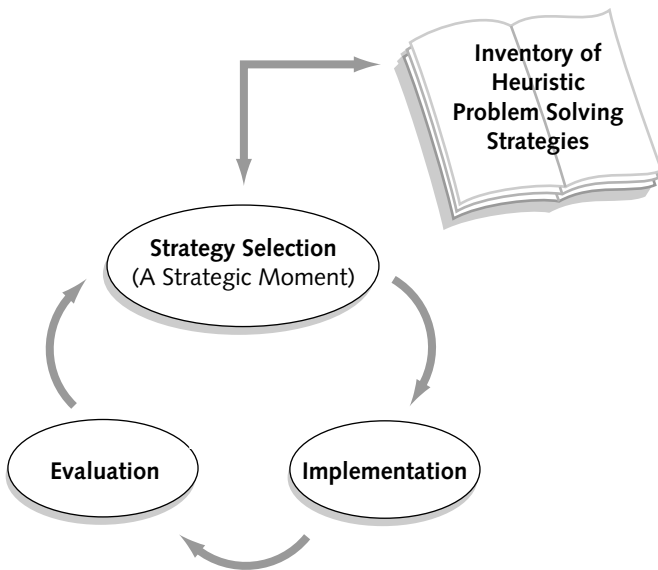 Inventory of
Heuristic
Problem Solving
Strategies
Strategy Selection
(A Strategic Moment)
Evaluation
Implementation